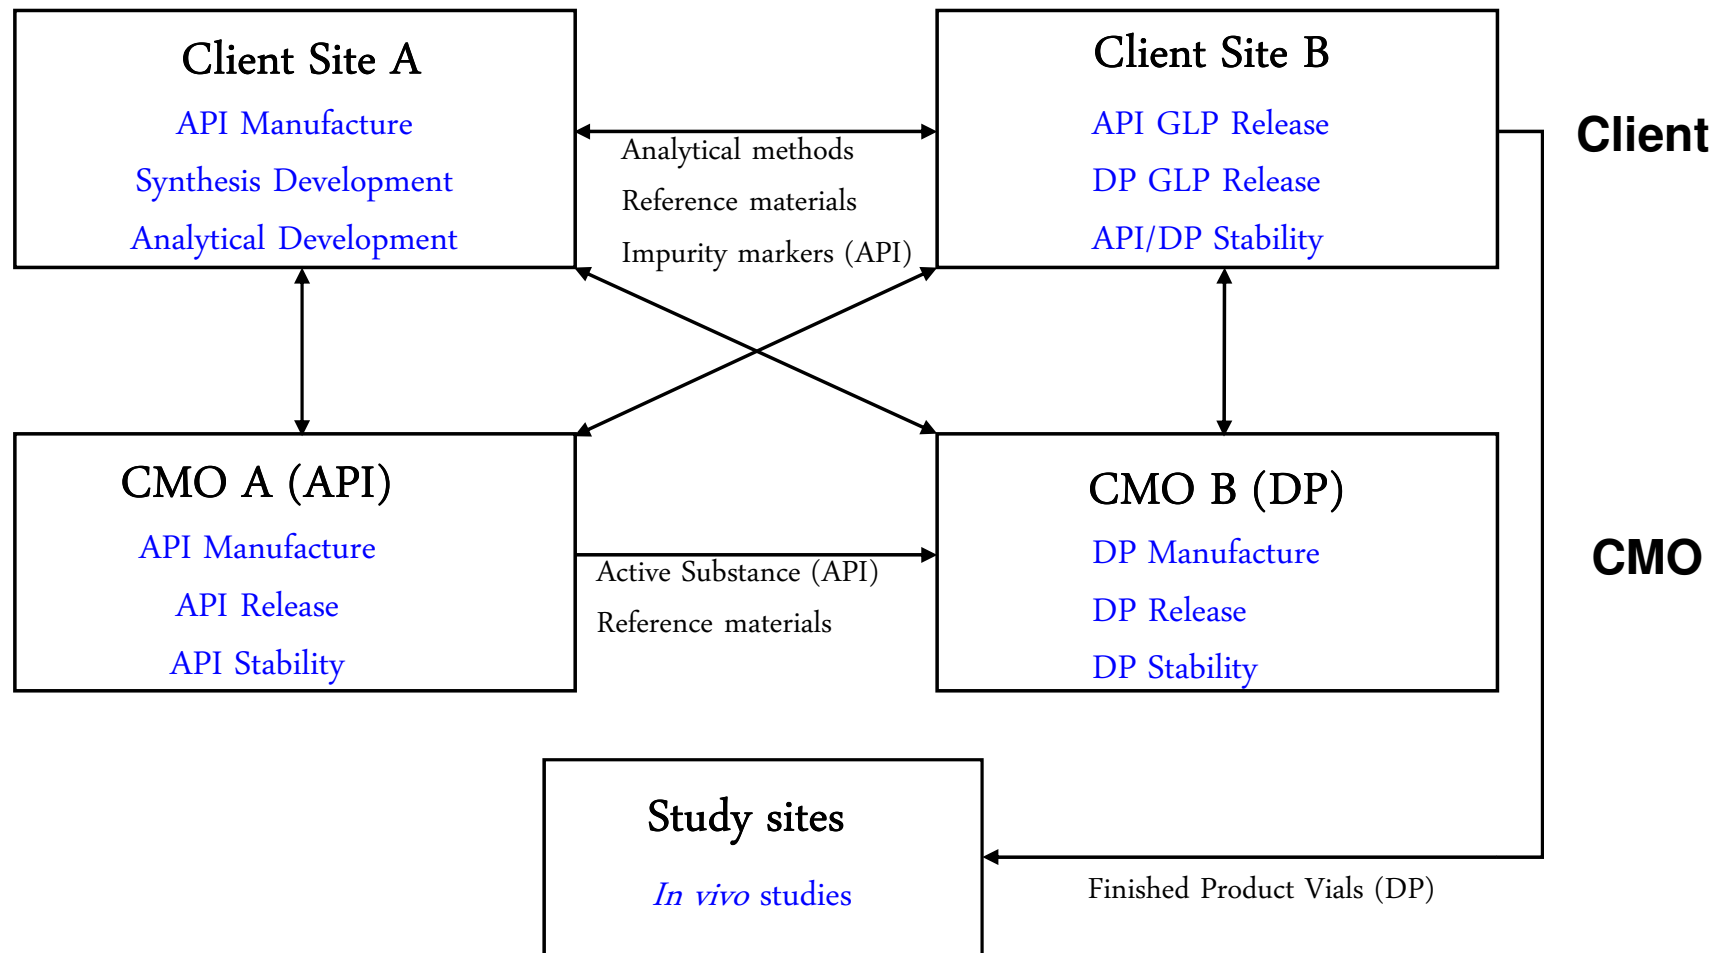 Client Site A
API Manufacture
Synthesis Development
Analytical Development
Analytical methods
Reference materials
Impurity markers (API)
Client Site B
API GLP Release
DP GLP Release
API/DP Stability
Client
CMO A (API)
API Manufacture
API Release
API Stability
Active Substance (API)
Reference materials
CMO B (DP)
DP Manufacture
DP Release
DP Stability
CMO
Study sites
In vivo studies
Finished Product Vials (DP)